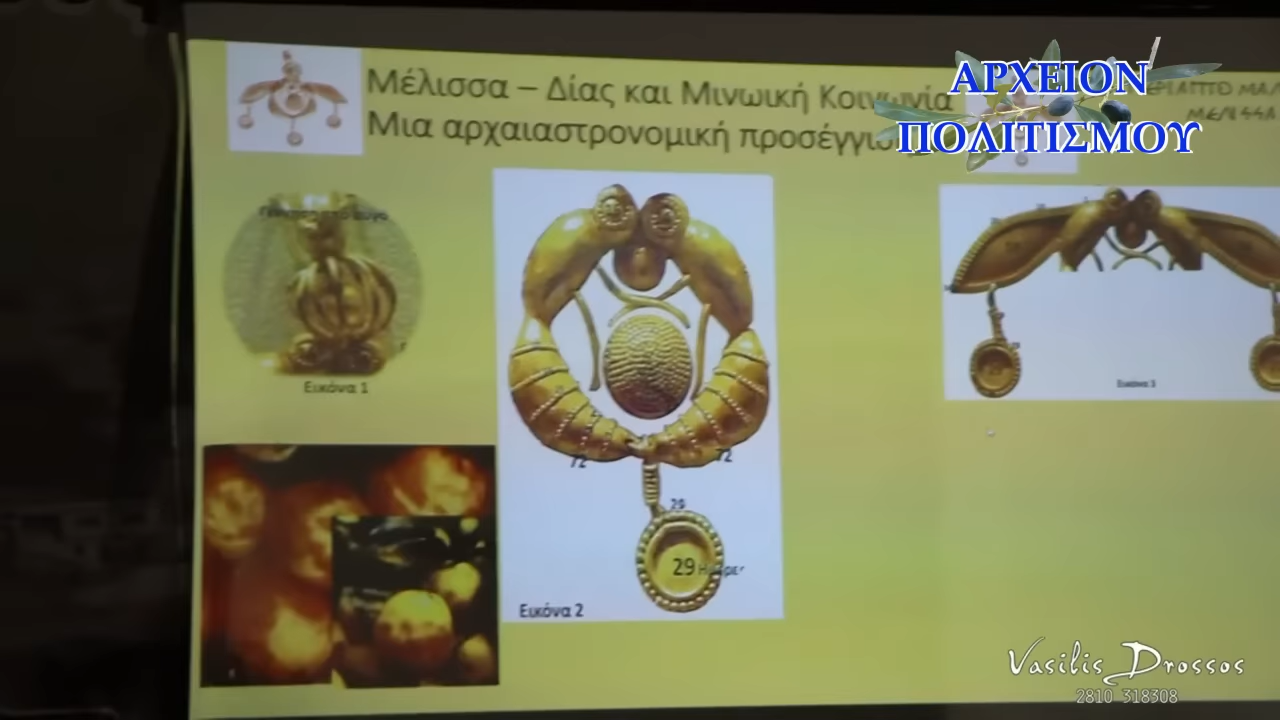 Μέλισσα – Δίας και Μινωική Κοινωνία
Μια αρχαιαστρονομική προσέγγιση
ΑΡΧΕΙΟΝ
ΠΟΛΙΤΙΣΜΟΥ
Εικόνα 1
72
72
29
29
Εικόνα 2
Εικόνα 3
Vasilis Drossos
2810 318308